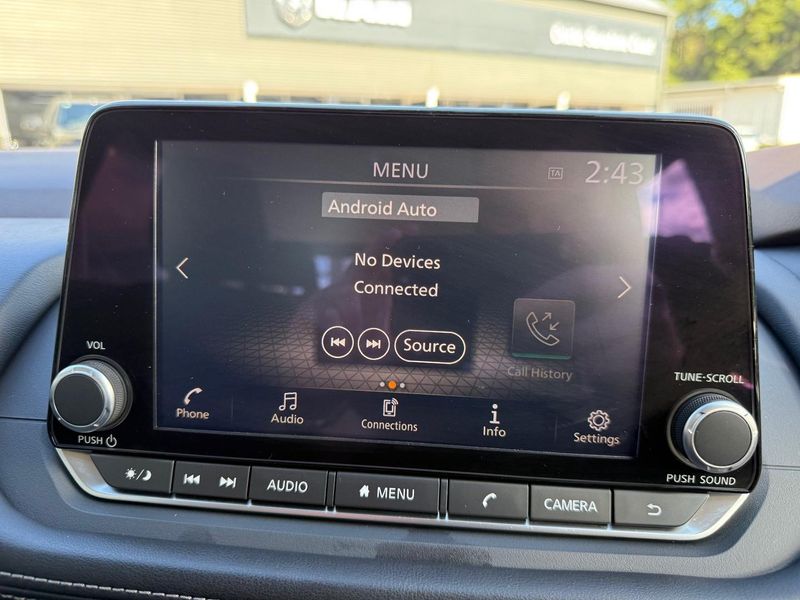 MENU
TA
2:43
Android Auto
No Devices
Connected
Source
Call History
Phone
Audio
Connections
Info
Settings
VOL
PUSH
TUNE·SCROLL
PUSH SOUND
AUDIO
MENU
CAMERA